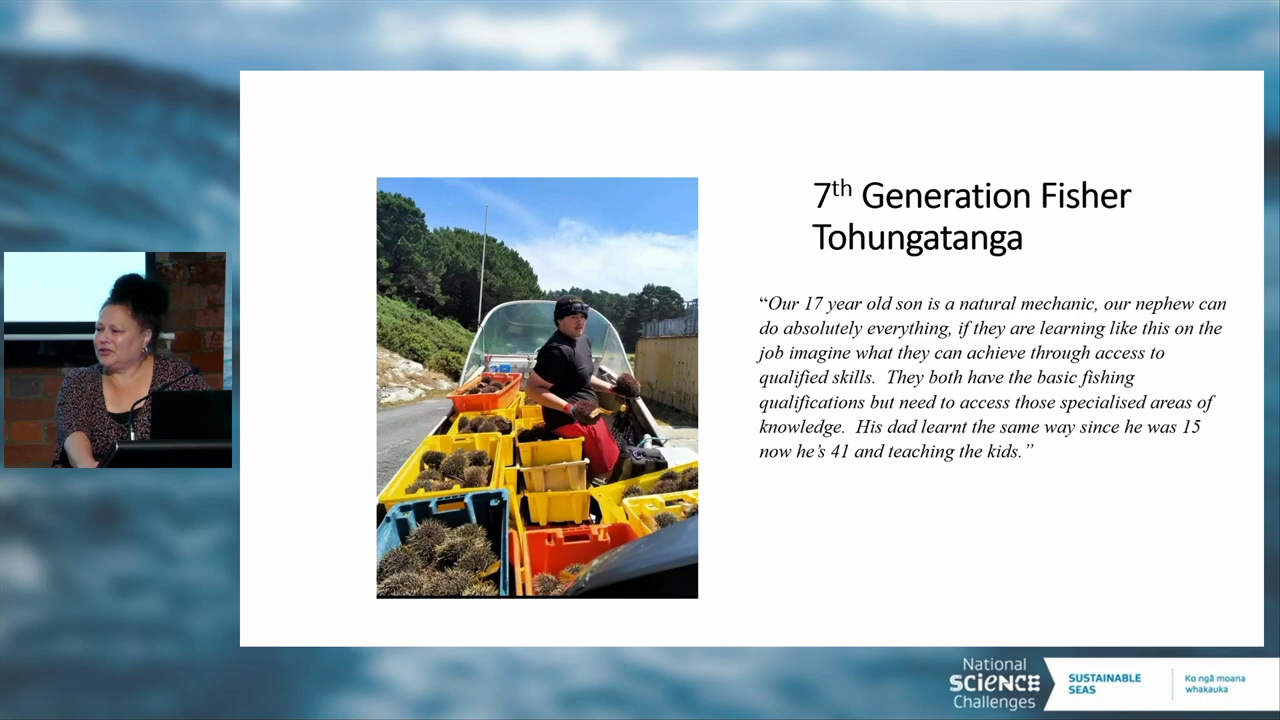 7th Generation Fisher
Tohungatanga
“Our 17 year old son is a natural mechanic, our nephew can
do absolutely everything, if they are learning like this on the
job imagine what they can achieve through access to
qualified skills.  They both have the basic fishing
qualifications but need to access those specialised areas of
knowledge.  His dad learnt the same way since he was 15
now he’s 41 and teaching the kids.”
National
SCIENCE
Challenges
SUSTAINABLE
SEAS
Ko ngā moana
whakauka